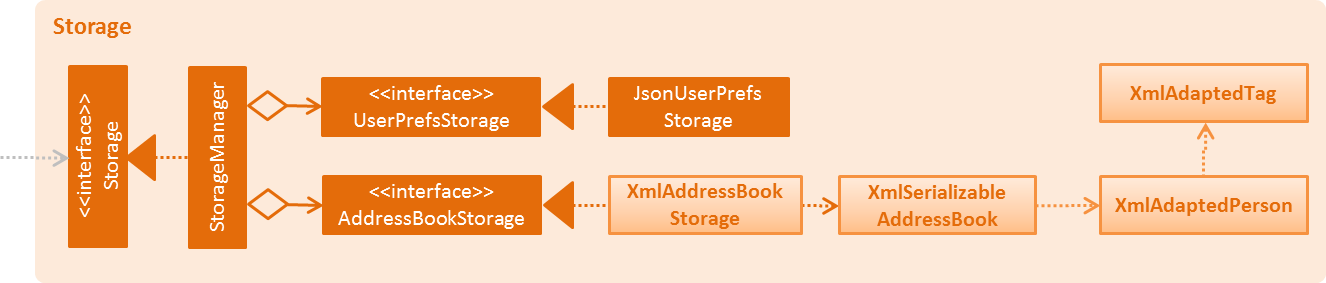 Storage
<<interface>>
Storage
StorageManager
<<interface>>
UserPrefsStorage
JsonUserPrefs
Storage
XmlAdaptedTag
<<interface>>
AddressBookStorage
XmlAddressBook
Storage
XmlSerializable
AddressBook
XmlAdaptedPerson